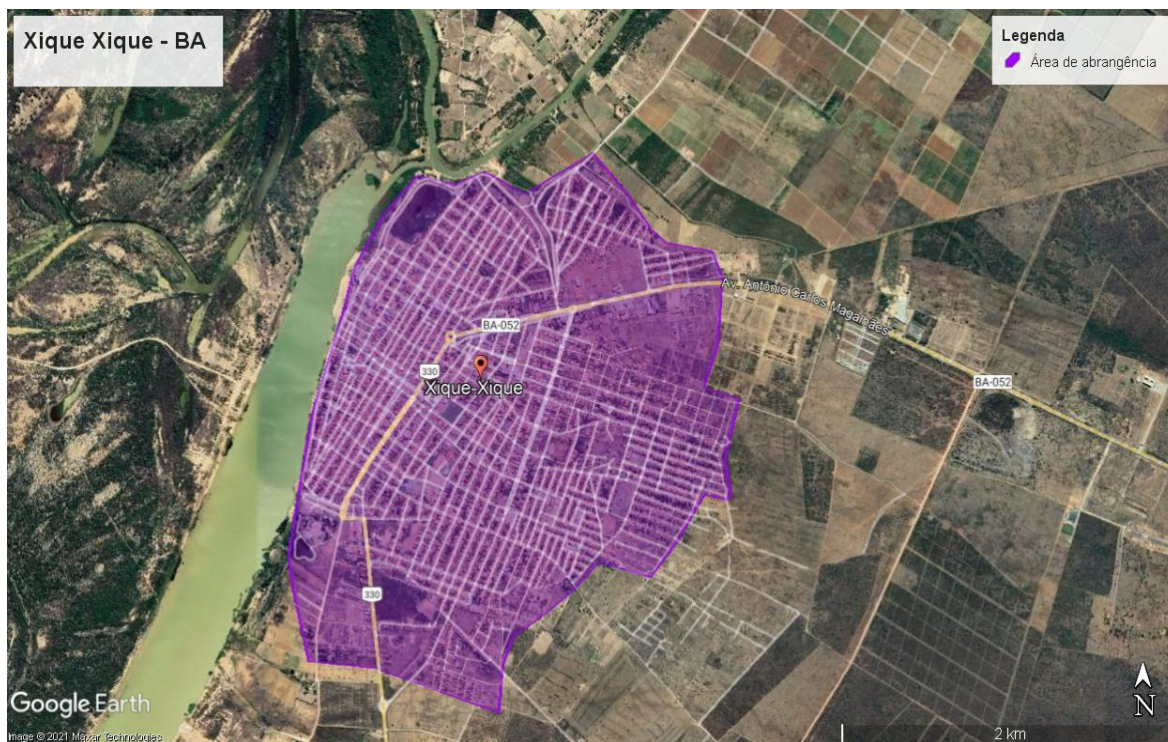 Xique Xique - BA
Legenda
Área de abrangência
Av. Antônio Carlos Magalhães
BA-052
330
Xique-Xique
BA-052
330
Google Earth
Image © 2021 Maxar Technologies
N
2 km